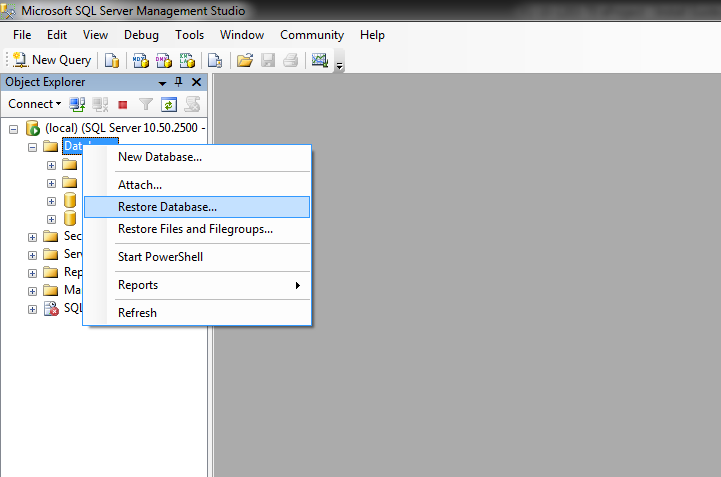 Microsoft SQL Server Management Studio
File Edit View Debug Tools Window Community Help
New Query
Object Explorer
Connect
(local) (SQL Server 10.50.2500 -
New Database...
Attach...
Restore Database...
Restore Files and Filegroups...
Sec
Serv
Start PowerShell
Rep
Reports
Ma
SQL
Refresh